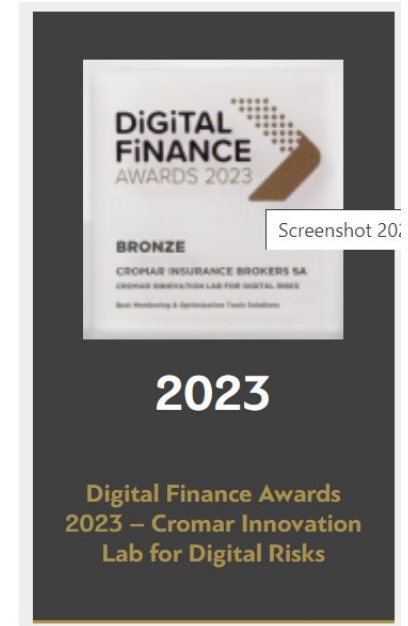 DiGiTAL
FiNANCE
AWARDS 2023
Screenshot 202
BRONZE
CROMAR INSURANCE BROKERS SA
CROMAR INNOVATION LAB FOR DIGITAL RISKS
Best Monitoring & Optimisation Tools Solutions
2023
Digital Finance Awards
2023 – Cromar Innovation
Lab for Digital Risks